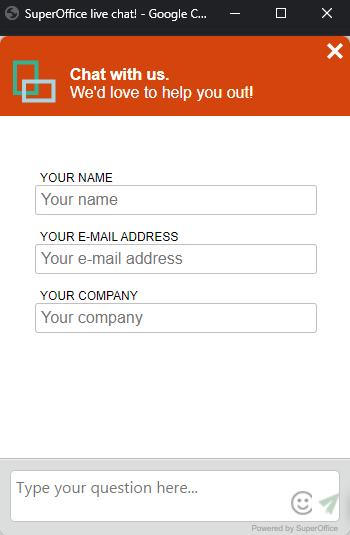 SuperOffice live chat! - Google C...
Chat with us.
We'd love to help you out!
YOUR NAME
Your name
YOUR E-MAIL ADDRESS
Your e-mail address
YOUR COMPANY
Your company
Type your question here...
Powered by SuperOffice